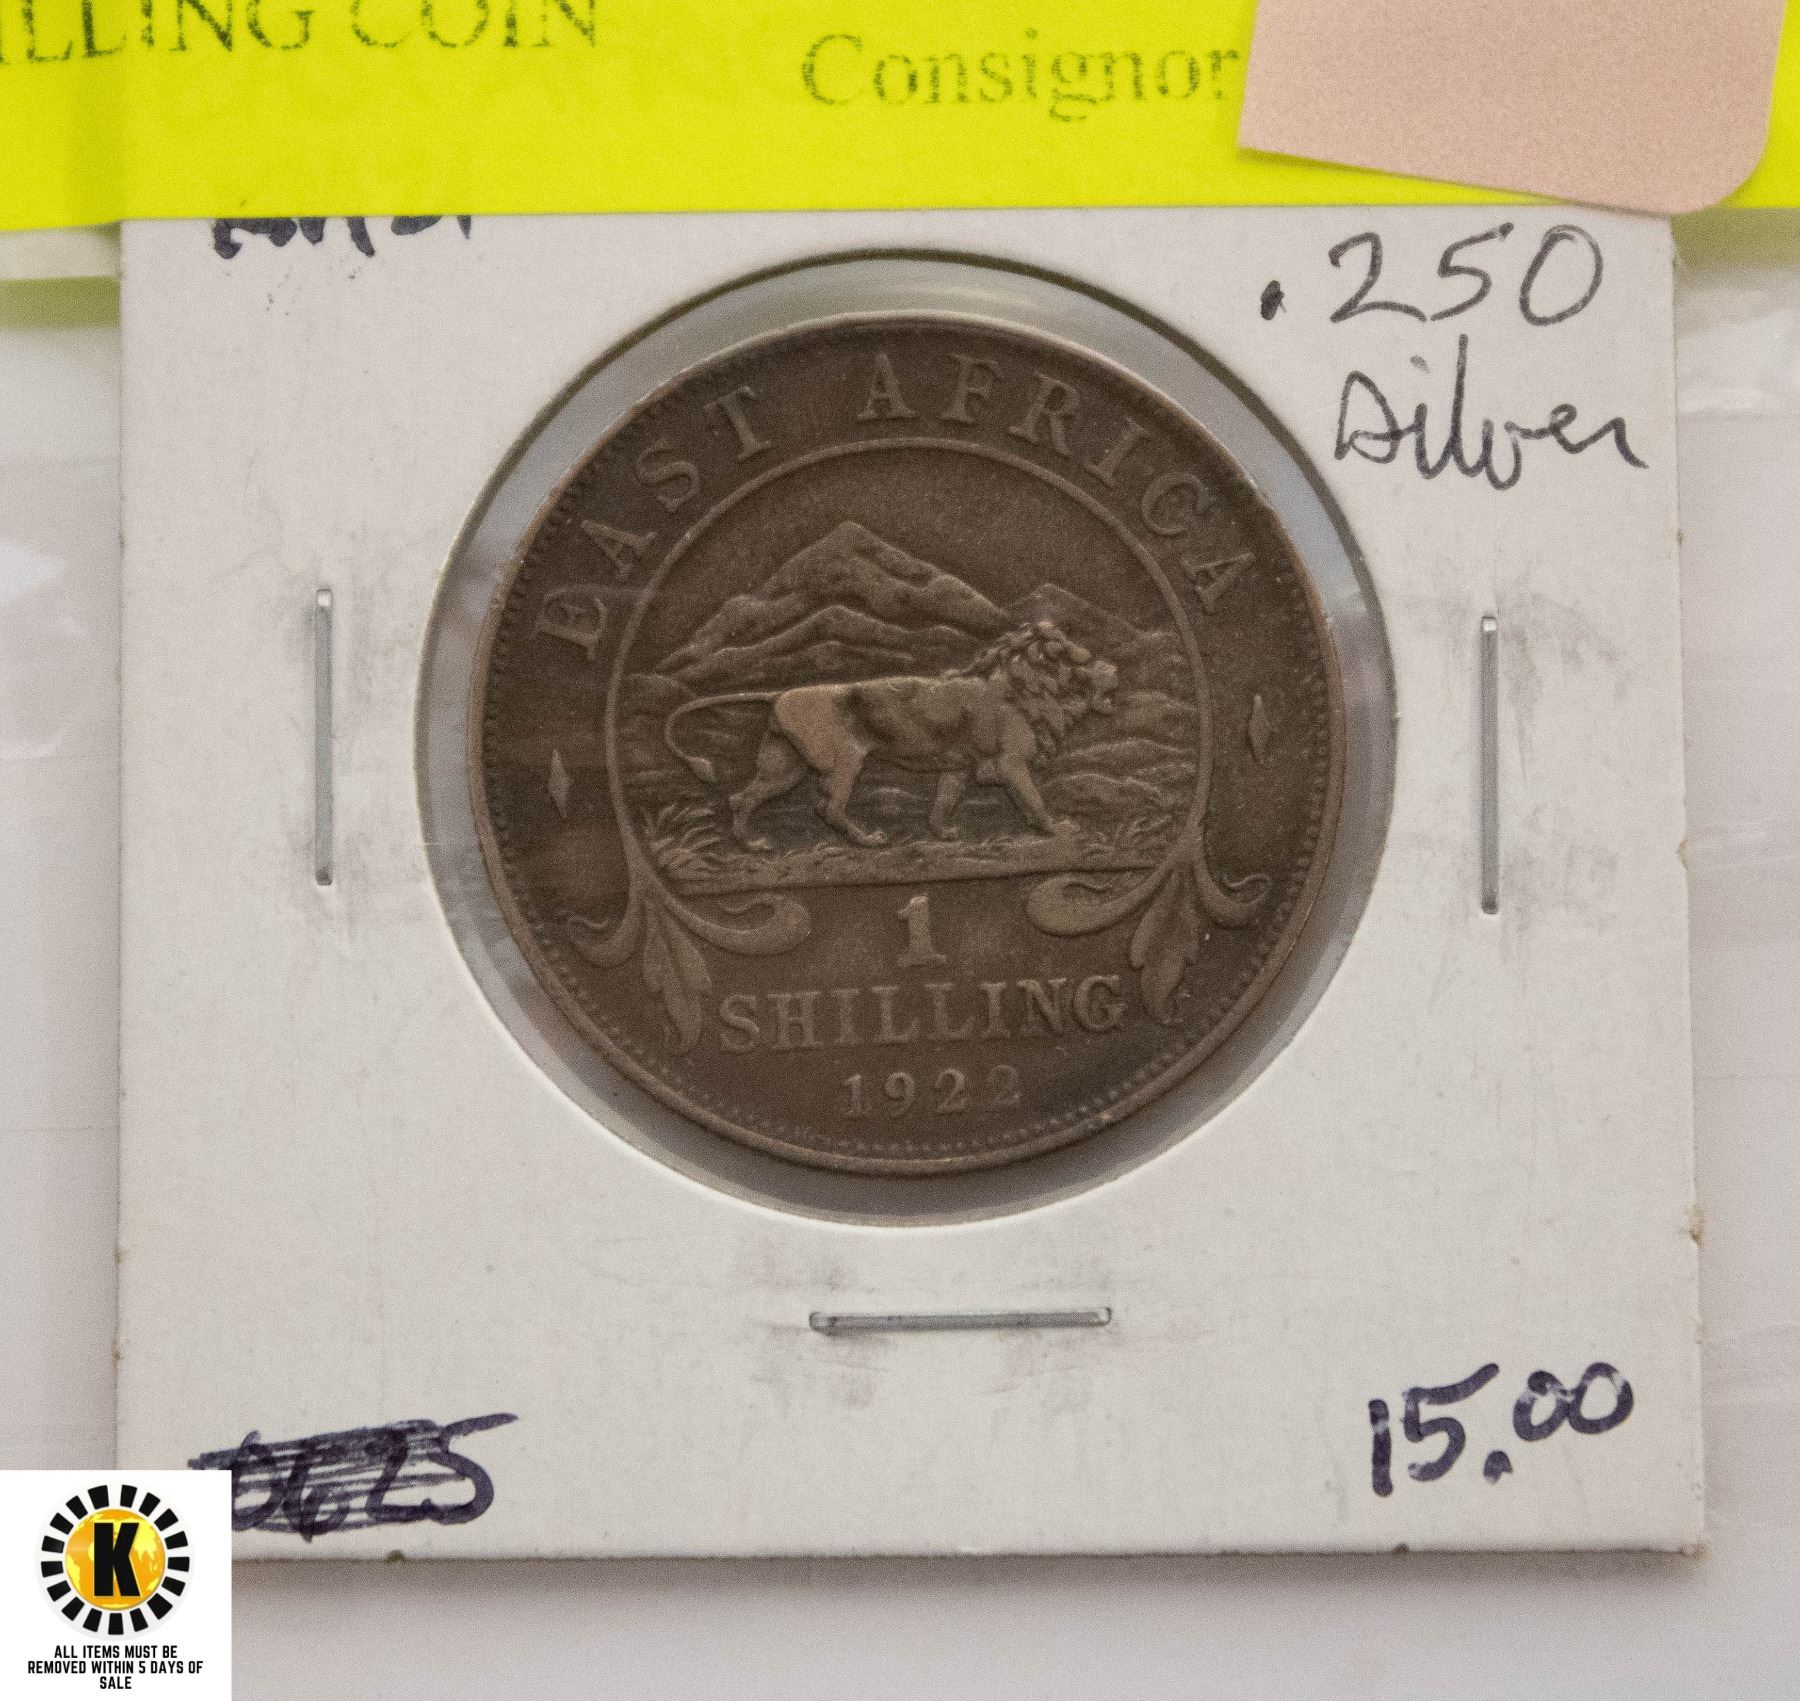 ILLING COIN
Consignor
.250
Silver
EAST AFRICA
1
SHILLING
1922
15.00
K
ALL ITEMS MUST BE
REMOVED WITHIN 5 DAYS OF
SALE